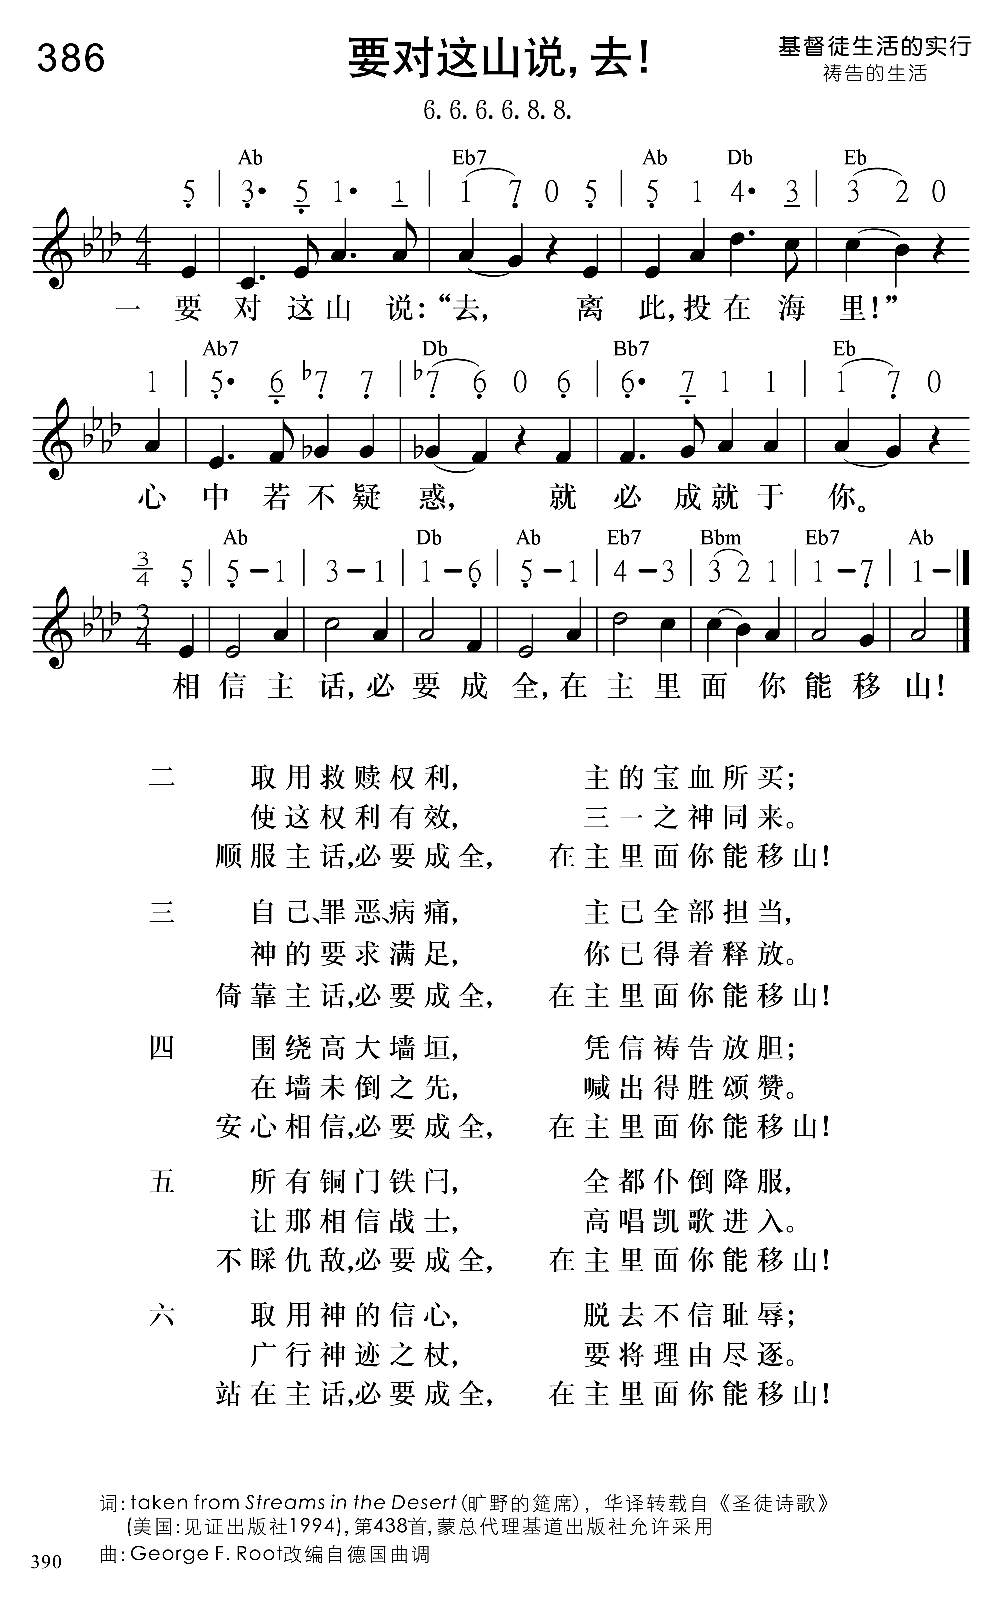 386 要对这山说,去! 基督徒生活的实行
祷告的生活
6.6.6.6.8.8.
Ab Eb7 Ab Db Eb
5 | 3• 5 1• 1 | 1 7 0 5 | 5 1 4• 3 | 3 2 0
4
4
一 要 对 这 山 说:“去, 离 此,投 在 海 里!”
Ab7 Db Bb7 Eb
1 | 5• 6 ♭7 7 | ♭7 6 0 6 | 6• 7 1 1 | 1 7 0
心 中 若 不 疑 惑, 就 必 成 就 于 你。
Ab Db Ab Eb7 Bbm Eb7 Ab
3/4 5 | 5 – 1 | 3 – 1 | 1 – 6 | 5 – 1 | 4 – 3 | 3 2 1 | 1 – 7 | 1 – ‖
3
4
相 信 主 话,必 要 成 全,在 主 里 面 你 能 移 山!
二 取用救赎权利, 主的宝血所买;
使这权利有效, 三一之神同来。
顺服主话,必要成全, 在主里面你能移山!
三 自己、罪恶、病痛, 主已全部担当,
神的要求满足, 你已得着释放。
倚靠主话,必要成全, 在主里面你能移山!
四 围绕高大墙垣, 凭信祷告放胆;
在墙未倒之先, 喊出得胜颂赞。
安心相信,必要成全, 在主里面你能移山!
五 所有铜门铁闩, 全都仆倒降服,
让那相信战士, 高唱凯歌进入。
不睬仇敌,必要成全, 在主里面你能移山!
六 取用神的信心, 脱去不信耻辱;
广行神迹之杖, 要将理由尽逐。
站在主话,必要成全, 在主里面你能移山!
词: taken from Streams in the Desert (旷野的筵席), 华译转载自《圣徒诗歌》
(美国:见证出版社1994), 第438首, 蒙总代理基道出版社允许采用
曲: George F. Root改编自德国曲调
390